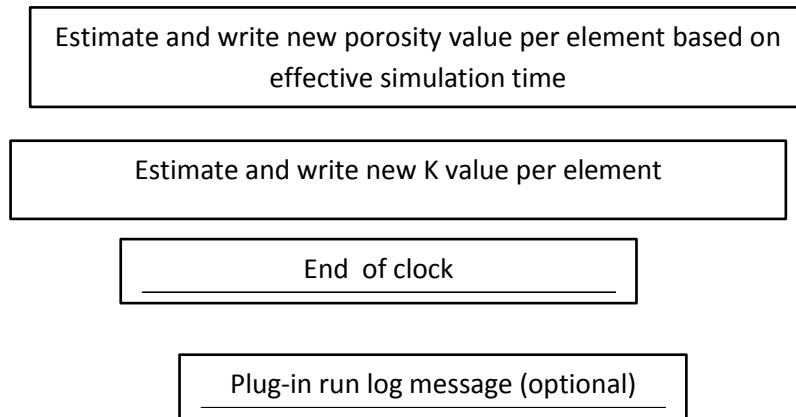 Estimate and write new porosity value per element based on
effective simulation time
Estimate and write new K value per element
End of clock
Plug-in run log message (optional)